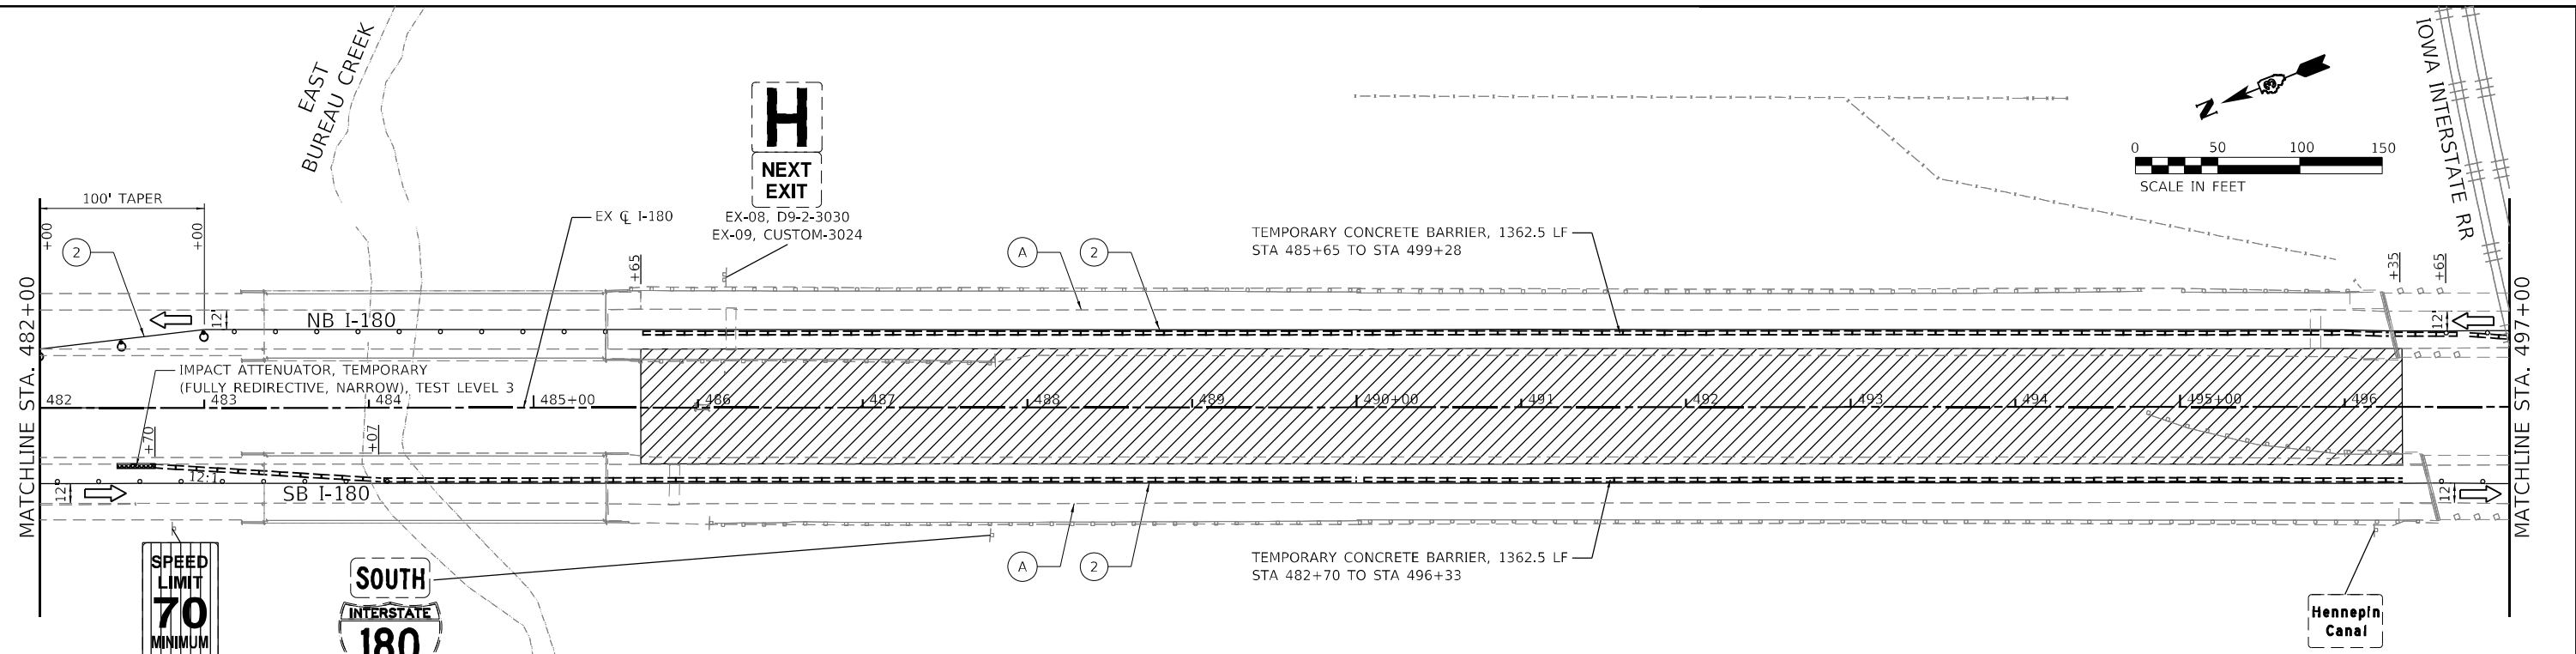 EAST
BUREAU CREEK
IOWA INTERSTATE RR
H
NEXT
EXIT
EX-08, D9-2-3030
EX-09, CUSTOM-3024
N
0 50 100 150
SCALE IN FEET
100' TAPER
+00
+00
2
EX ℄ I-180
+65
A
2
TEMPORARY CONCRETE BARRIER, 1362.5 LF
STA 485+65 TO STA 499+28
+35
+65
MATCHLINE STA. 482+00
12'
NB I-180
12'
MATCHLINE STA. 497+00
IMPACT ATTENUATOR, TEMPORARY
(FULLY REDIRECTIVE, NARROW), TEST LEVEL 3
482 483 484 485+00 486 487 488 489 490+00 491 492 493 494 495+00 496
+70
+07
12:1
12'
SB I-180
12'
A
2
TEMPORARY CONCRETE BARRIER, 1362.5 LF
STA 482+70 TO STA 496+33
SPEED
LIMIT
70
MINIMUM
SOUTH
INTERSTATE
180
Hennepin
Canal